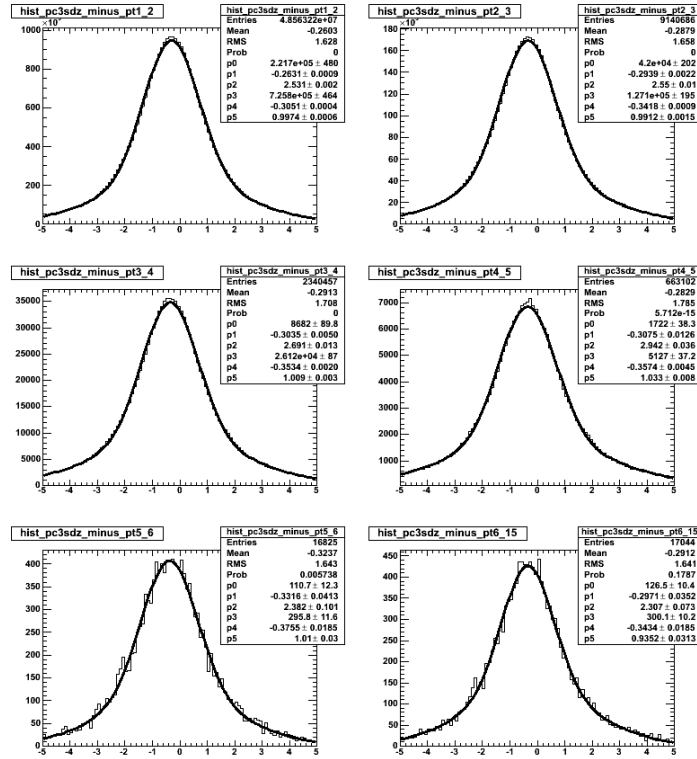 hist_pc3sdz_minus_pt1_2
hist_pc3sdz_minus_pt1_2
Entries 4.856322e+07
Mean -0.2603
RMS 1.628
Prob 0
p0 2.217e+05 ± 480
p1 -0.2631 ± 0.0009
p2 2.531 ± 0.002
p3 7.258e+05 ± 464
p4 -0.3051 ± 0.0004
p5 0.9974 ± 0.0006
×10³
1000
800
600
400
200
0
-5 -4 -3 -2 -1 0 1 2 3 4 5
hist_pc3sdz_minus_pt2_3
hist_pc3sdz_minus_pt2_3
Entries 9140686
Mean -0.2879
RMS 1.658
Prob 0
p0 4.2e+04 ± 202
p1 -0.2939 ± 0.0022
p2 2.55 ± 0.01
p3 1.271e+05 ± 195
p4 -0.3418 ± 0.0009
p5 0.9912 ± 0.0015
×10³
180
160
140
120
100
80
60
40
20
0
-5 -4 -3 -2 -1 0 1 2 3 4 5
hist_pc3sdz_minus_pt3_4
hist_pc3sdz_minus_pt3_4
Entries 2340457
Mean -0.2913
RMS 1.708
Prob 0
p0 8682 ± 89.8
p1 -0.3035 ± 0.0050
p2 2.691 ± 0.013
p3 2.612e+04 ± 87
p4 -0.3534 ± 0.0020
p5 1.009 ± 0.003
35000
30000
25000
20000
15000
10000
5000
0
-5 -4 -3 -2 -1 0 1 2 3 4 5
hist_pc3sdz_minus_pt4_5
hist_pc3sdz_minus_pt4_5
Entries 663102
Mean -0.2829
RMS 1.785
Prob 5.712e-15
p0 1722 ± 38.3
p1 -0.3075 ± 0.0126
p2 2.942 ± 0.036
p3 5127 ± 37.2
p4 -0.3574 ± 0.0045
p5 1.033 ± 0.008
7000
6000
5000
4000
3000
2000
1000
-5 -4 -3 -2 -1 0 1 2 3 4 5
hist_pc3sdz_minus_pt5_6
hist_pc3sdz_minus_pt5_6
Entries 16825
Mean -0.3237
RMS 1.643
Prob 0.005738
p0 110.7 ± 12.3
p1 -0.3316 ± 0.0413
p2 2.382 ± 0.101
p3 295.8 ± 11.6
p4 -0.3755 ± 0.0185
p5 1.01 ± 0.03
400
350
300
250
200
150
100
50
0
-5 -4 -3 -2 -1 0 1 2 3 4 5
hist_pc3sdz_minus_pt6_15
hist_pc3sdz_minus_pt6_15
Entries 17044
Mean -0.2912
RMS 1.641
Prob 0.1787
p0 126.5 ± 10.4
p1 -0.2971 ± 0.0352
p2 2.307 ± 0.073
p3 300.1 ± 10.2
p4 -0.3434 ± 0.0185
p5 0.9352 ± 0.0313
450
400
350
300
250
200
150
100
50
0
-5 -4 -3 -2 -1 0 1 2 3 4 5